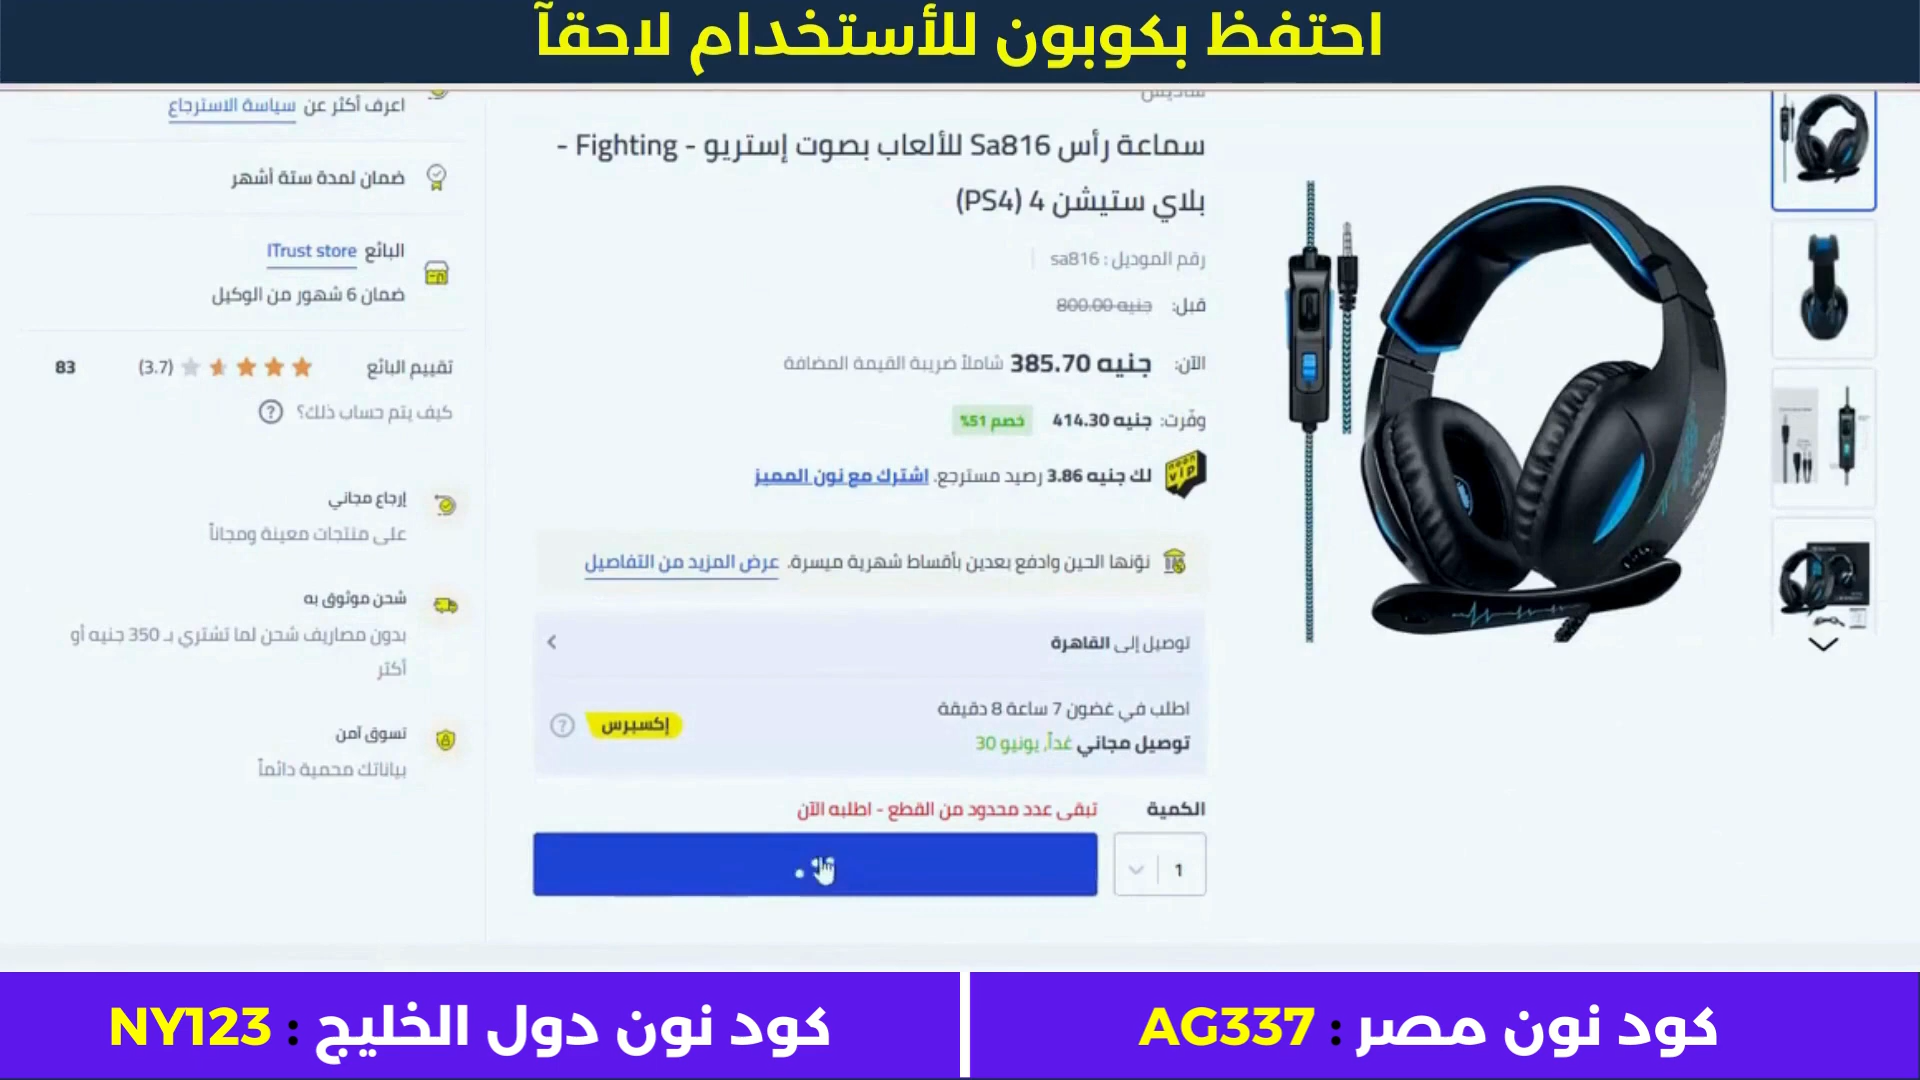 احتفظ بكوبون للأستخدام لاحقآ
ساديس
سماعة رأس Sa816 للألعاب بصوت إستريو - Fighting -
بلاي ستيشن 4 (PS4)
رقم الموديل : sa816
قبل: جنيه 800.00
الآن: جنيه 385.70 شاملاً ضريبة القيمة المضافة
وفّرت: جنيه 414.30 خصم 51%
noon vip لك جنيه 3.86 رصيد مسترجع. اشترك مع نون المميز
نوّنها الحين وادفع بعدين بأقساط شهرية ميسرة. عرض المزيد من التفاصيل
توصيل إلى القاهرة
اطلب في غضون 7 ساعة 8 دقيقة
إكسبرس
توصيل مجاني غداً, يونيو 30
الكمية تبقى عدد محدود من القطع - اطلبه الآن
1
اعرف أكثر عن سياسة الاسترجاع
ضمان لمدة ستة أشهر
البائع ITrust store
ضمان 6 شهور من الوكيل
تقييم البائع (3.7) 83
كيف يتم حساب ذلك؟
إرجاع مجاني
على منتجات معينة ومجاناً
شحن موثوق به
بدون مصاريف شحن لما تشتري بـ 350 جنيه أو
أكثر
تسوق آمن
بياناتك محمية دائماً
كود نون مصر : AG337
كود نون دول الخليج : NY123